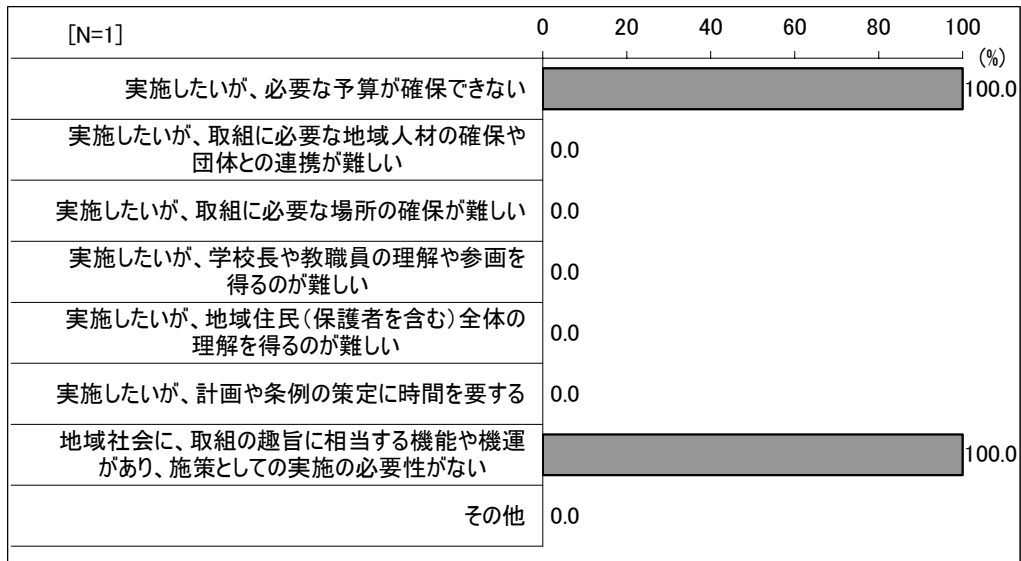 [N=1]
0 20 40 60 80 100
(%)
実施したいが、必要な予算が確保できない
100.0
実施したいが、取組に必要な地域人材の確保や
団体との連携が難しい
0.0
実施したいが、取組に必要な場所の確保が難しい
0.0
実施したいが、学校長や教職員の理解や参画を
得るのが難しい
0.0
実施したいが、地域住民(保護者を含む)全体の
理解を得るのが難しい
0.0
実施したいが、計画や条例の策定に時間を要する
0.0
地域社会に、取組の趣旨に相当する機能や機運
があり、施策としての実施の必要性がない
100.0
その他
0.0